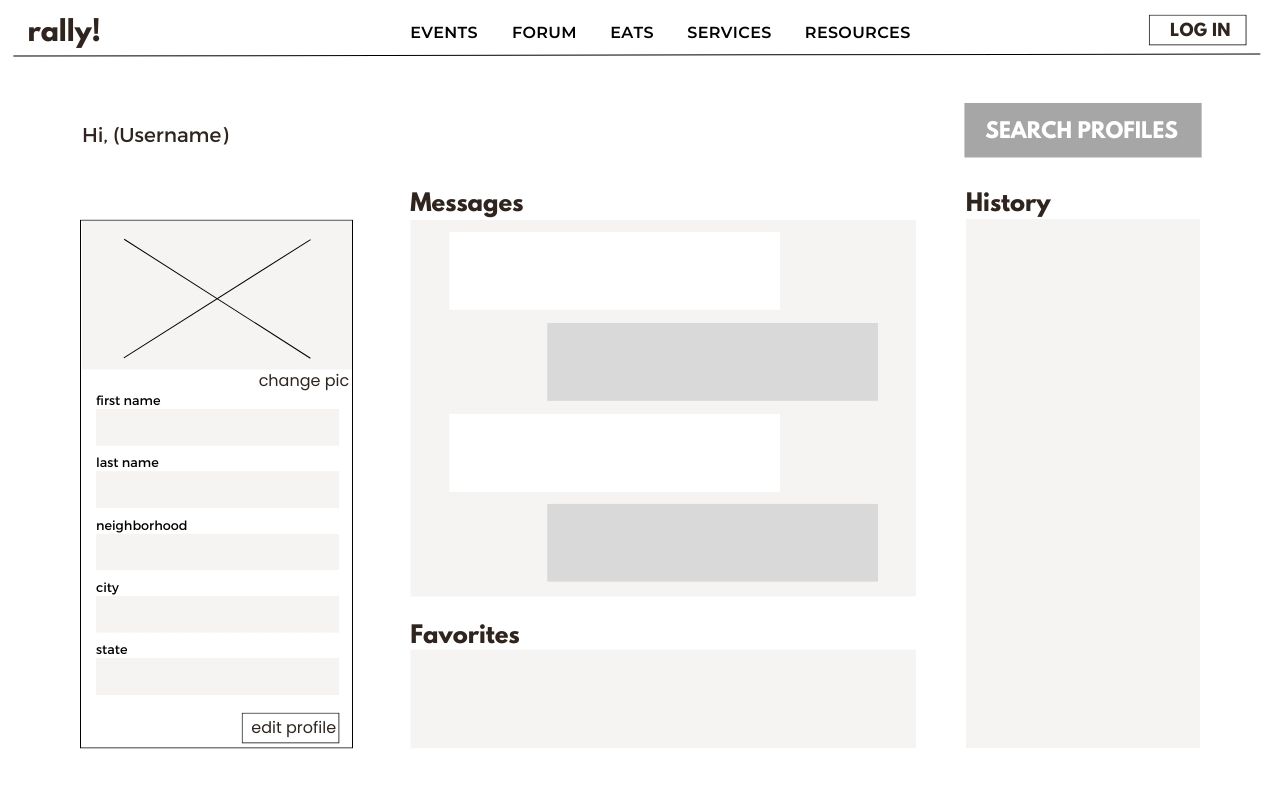 rally!
EVENTS FORUM EATS SERVICES RESOURCES
LOG IN
Hi, (Username)
SEARCH PROFILES
Messages
History
change pic
first name
last name
neighborhood
city
state
edit profile
Favorites